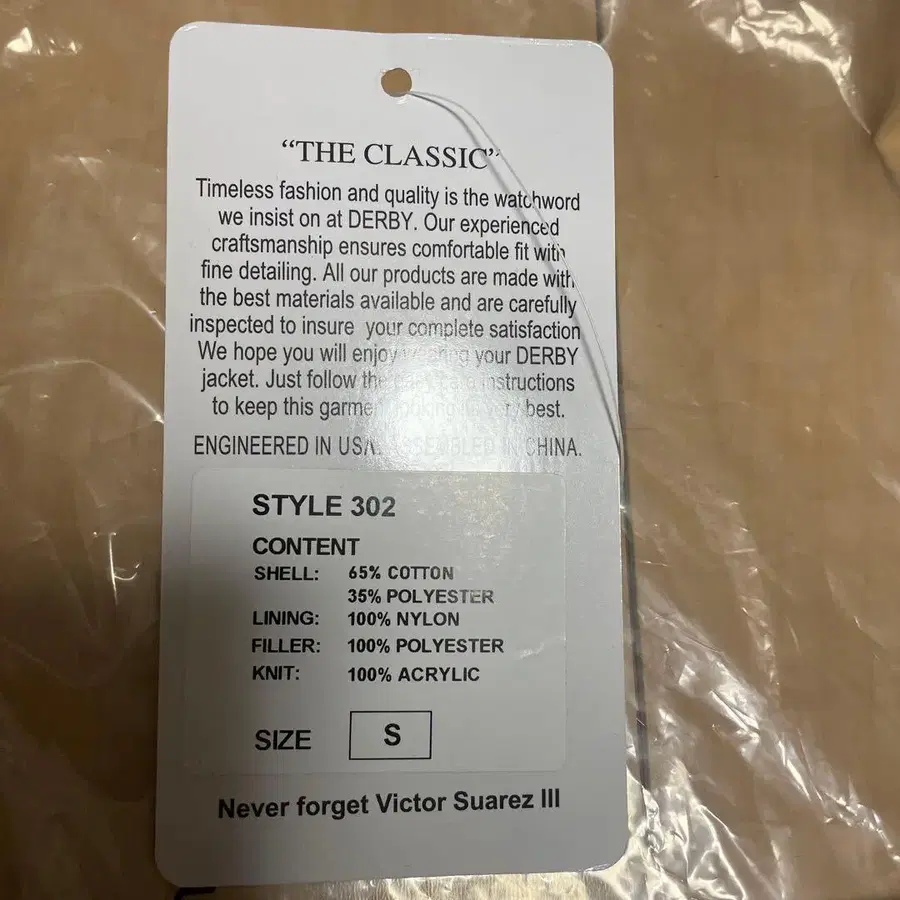 “THE CLASSIC”
Timeless fashion and quality is the watchword
we insist on at DERBY. Our experienced
craftsmanship ensures comfortable fit with
fine detailing. All our products are made with
the best materials available and are carefully
inspected to insure your complete satisfaction
We hope you will enjoy wearing your DERBY
jacket. Just follow the instructions
to keep this garment looking its very best.
ENGINEERED IN USA. ASSEMBLED IN CHINA.
STYLE 302
CONTENT
SHELL: 65% COTTON
35% POLYESTER
LINING: 100% NYLON
FILLER: 100% POLYESTER
KNIT: 100% ACRYLIC
SIZE S
Never forget Victor Suarez III